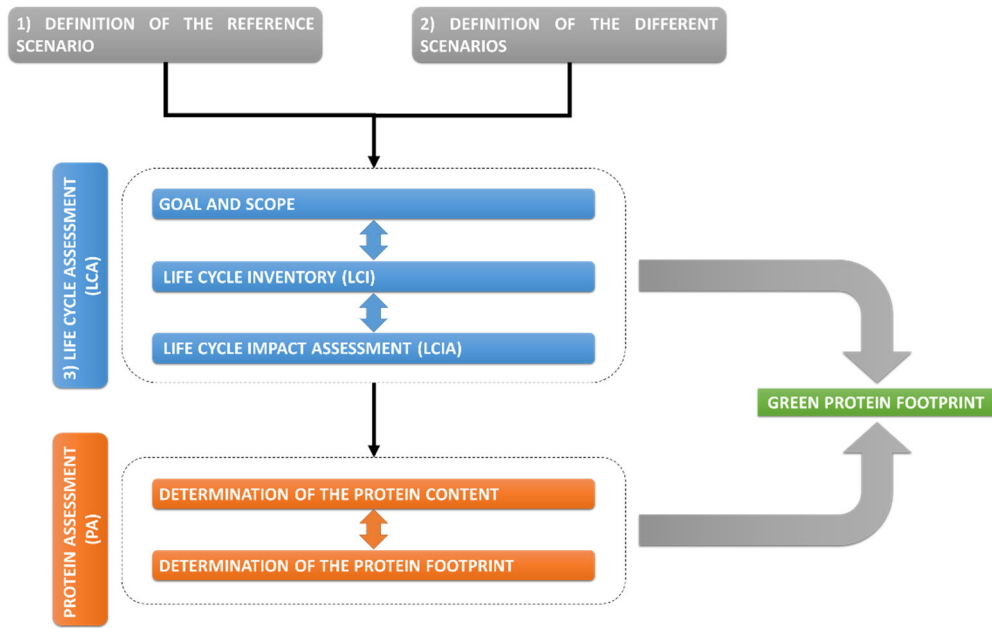 1) DEFINITION OF THE REFERENCE
SCENARIO
2) DEFINITION OF THE DIFFERENT
SCENARIOS
3) LIFE CYCLE ASSESSMENT
(LCA)
GOAL AND SCOPE
LIFE CYCLE INVENTORY (LCI)
LIFE CYCLE IMPACT ASSESSMENT (LCIA)
GREEN PROTEIN FOOTPRINT
PROTEIN ASSESSMENT
(PA)
DETERMINATION OF THE PROTEIN CONTENT
DETERMINATION OF THE PROTEIN FOOTPRINT